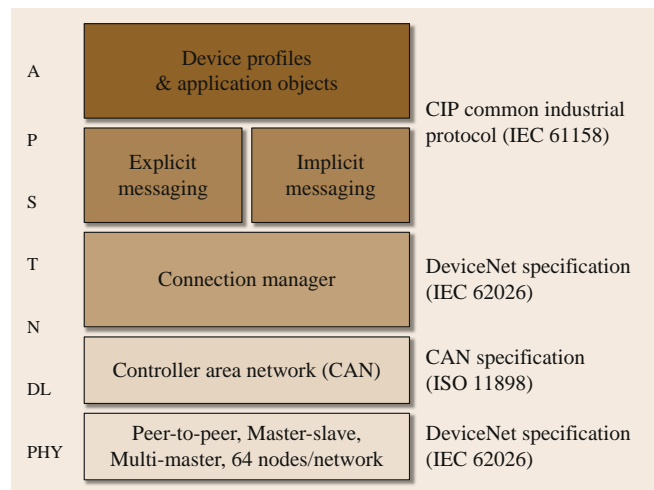 A
Device profiles
& application objects
CIP common industrial
protocol (IEC 61158)
P
Explicit
messaging
Implicit
messaging
S
T
Connection manager
DeviceNet specification
(IEC 62026)
N
Controller area network (CAN)
CAN specification
(ISO 11898)
DL
PHY
Peer-to-peer, Master-slave,
Multi-master, 64 nodes/network
DeviceNet specification
(IEC 62026)